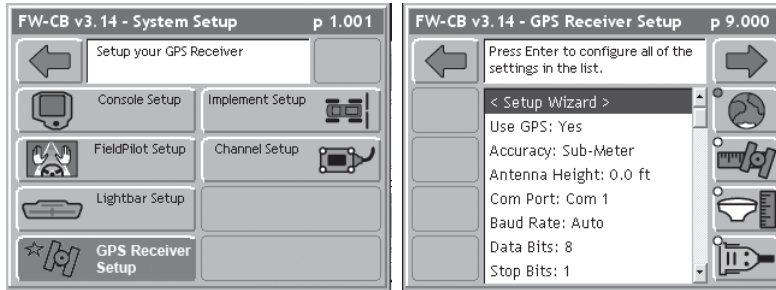 FW-CB v3.14 - System Setup p 1.001
Setup your GPS Receiver
Console Setup
Implement Setup
FieldPilot Setup
Channel Setup
Lightbar Setup
GPS Receiver
Setup
FW-CB v3.14 - GPS Receiver Setup p 9.000
Press Enter to configure all of the
settings in the list.
< Setup Wizard >
Use GPS: Yes
Accuracy: Sub-Meter
Antenna Height: 0.0 ft
Com Port: Com 1
Baud Rate: Auto
Data Bits: 8
Stop Bits: 1